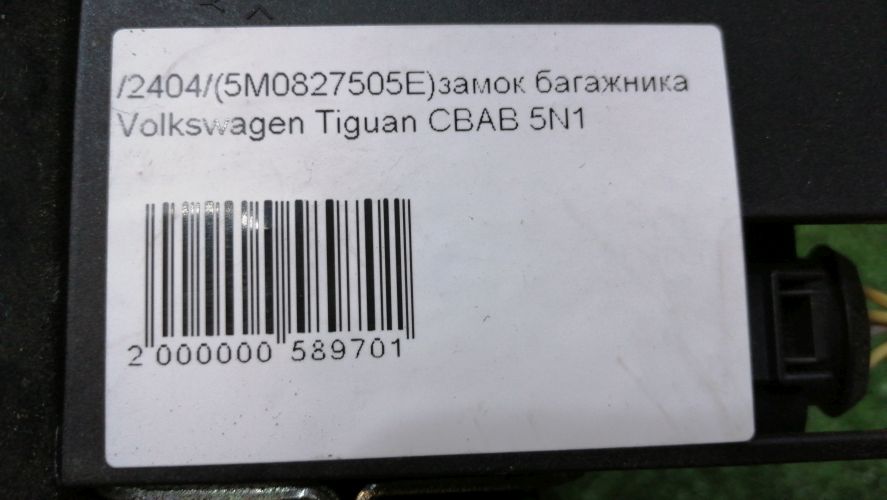 /2404/(5M0827505E)замок багажника
Volkswagen Tiguan CBAB 5N1
2 000000 589701